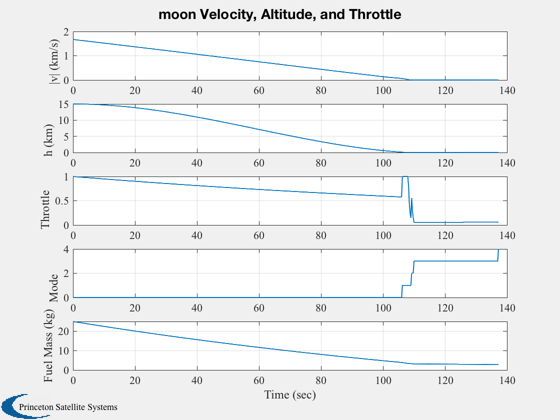 moon Velocity, Altitude, and Throttle
|v| (km/s)
2
1
0
0 20 40 60 80 100 120 140
h (km)
15
10
5
0
0 20 40 60 80 100 120 140
Throttle
1
0.5
0
0 20 40 60 80 100 120 140
Mode
4
2
0
0 20 40 60 80 100 120 140
Fuel Mass (kg)
20
10
0
0 20 40 60 80 100 120 140
Time (sec)
Princeton Satellite Systems